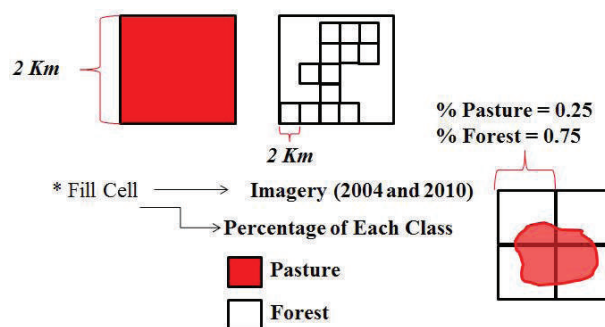 2 Km
2 Km
% Pasture = 0.25
% Forest = 0.75
* Fill Cell
Imagery (2004 and 2010)
Percentage of Each Class
Pasture
Forest